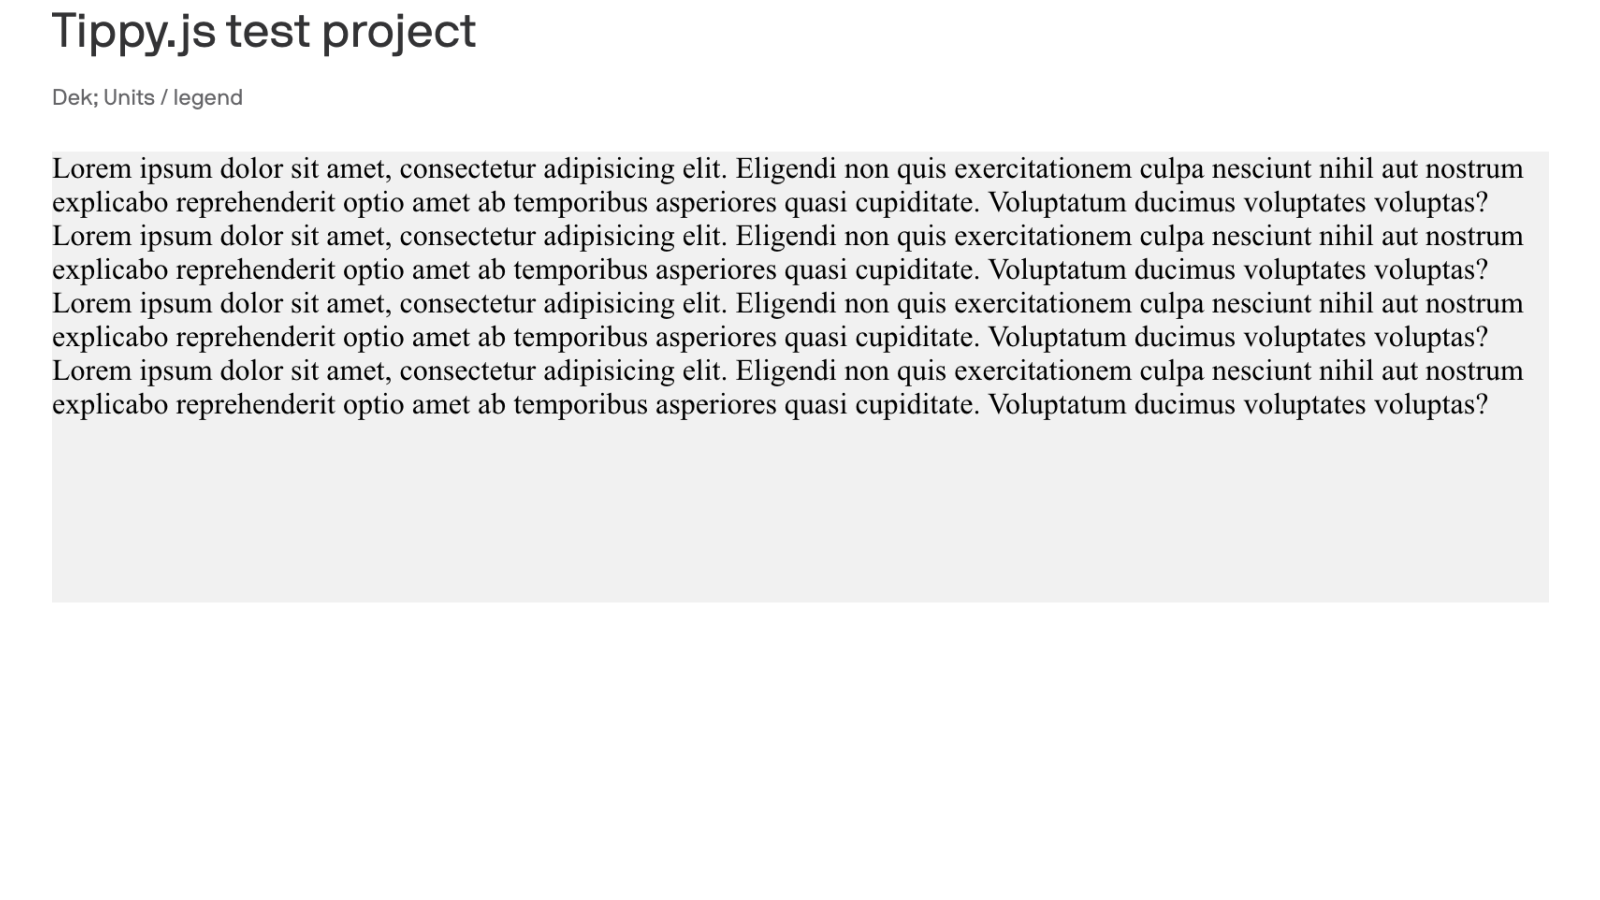 Tippy.js test project
Dek; Units / legend
Lorem ipsum dolor sit amet, consectetur adipisicing elit. Eligendi non quis exercitationem culpa nesciunt nihil aut nostrum
explicabo reprehenderit optio amet ab temporibus asperiores quasi cupiditate. Voluptatum ducimus voluptates voluptas?
Lorem ipsum dolor sit amet, consectetur adipisicing elit. Eligendi non quis exercitationem culpa nesciunt nihil aut nostrum
explicabo reprehenderit optio amet ab temporibus asperiores quasi cupiditate. Voluptatum ducimus voluptates voluptas?
Lorem ipsum dolor sit amet, consectetur adipisicing elit. Eligendi non quis exercitationem culpa nesciunt nihil aut nostrum
explicabo reprehenderit optio amet ab temporibus asperiores quasi cupiditate. Voluptatum ducimus voluptates voluptas?
Lorem ipsum dolor sit amet, consectetur adipisicing elit. Eligendi non quis exercitationem culpa nesciunt nihil aut nostrum
explicabo reprehenderit optio amet ab temporibus asperiores quasi cupiditate. Voluptatum ducimus voluptates voluptas?